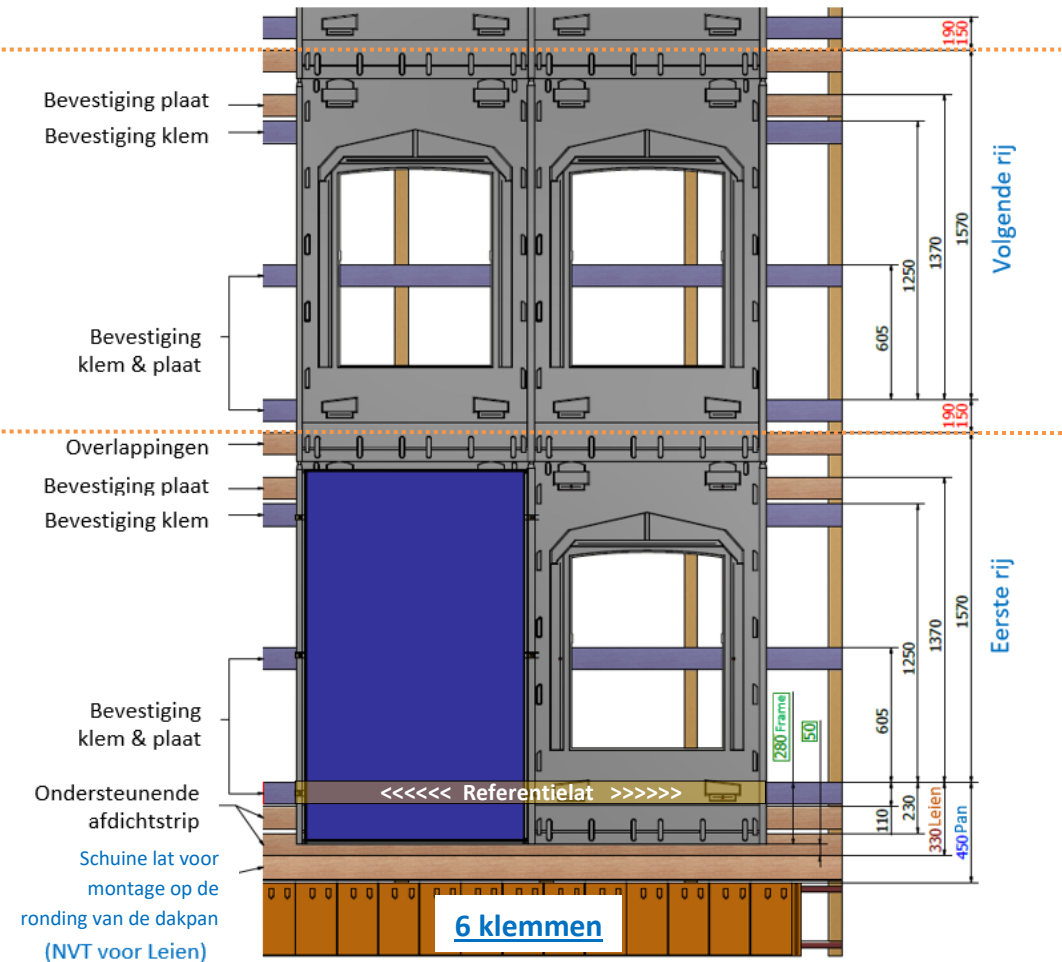 190
150
Bevestiging plaat
Bevestiging klem
Bevestiging
klem & plaat
605
1250
1370
1570
Volgende rij
190
150
Overlappingen
Bevestiging plaat
Bevestiging klem
Bevestiging
klem & plaat
605
1250
1370
1570
Eerste rij
280 Frame
50
<<<<<< Referentielat >>>>>>
Ondersteunende
afdichtstrip
110
230
330 Leien
450 Pan
Schuine lat voor
montage op de
ronding van de dakpan
(NVT voor Leien)
6 klemmen